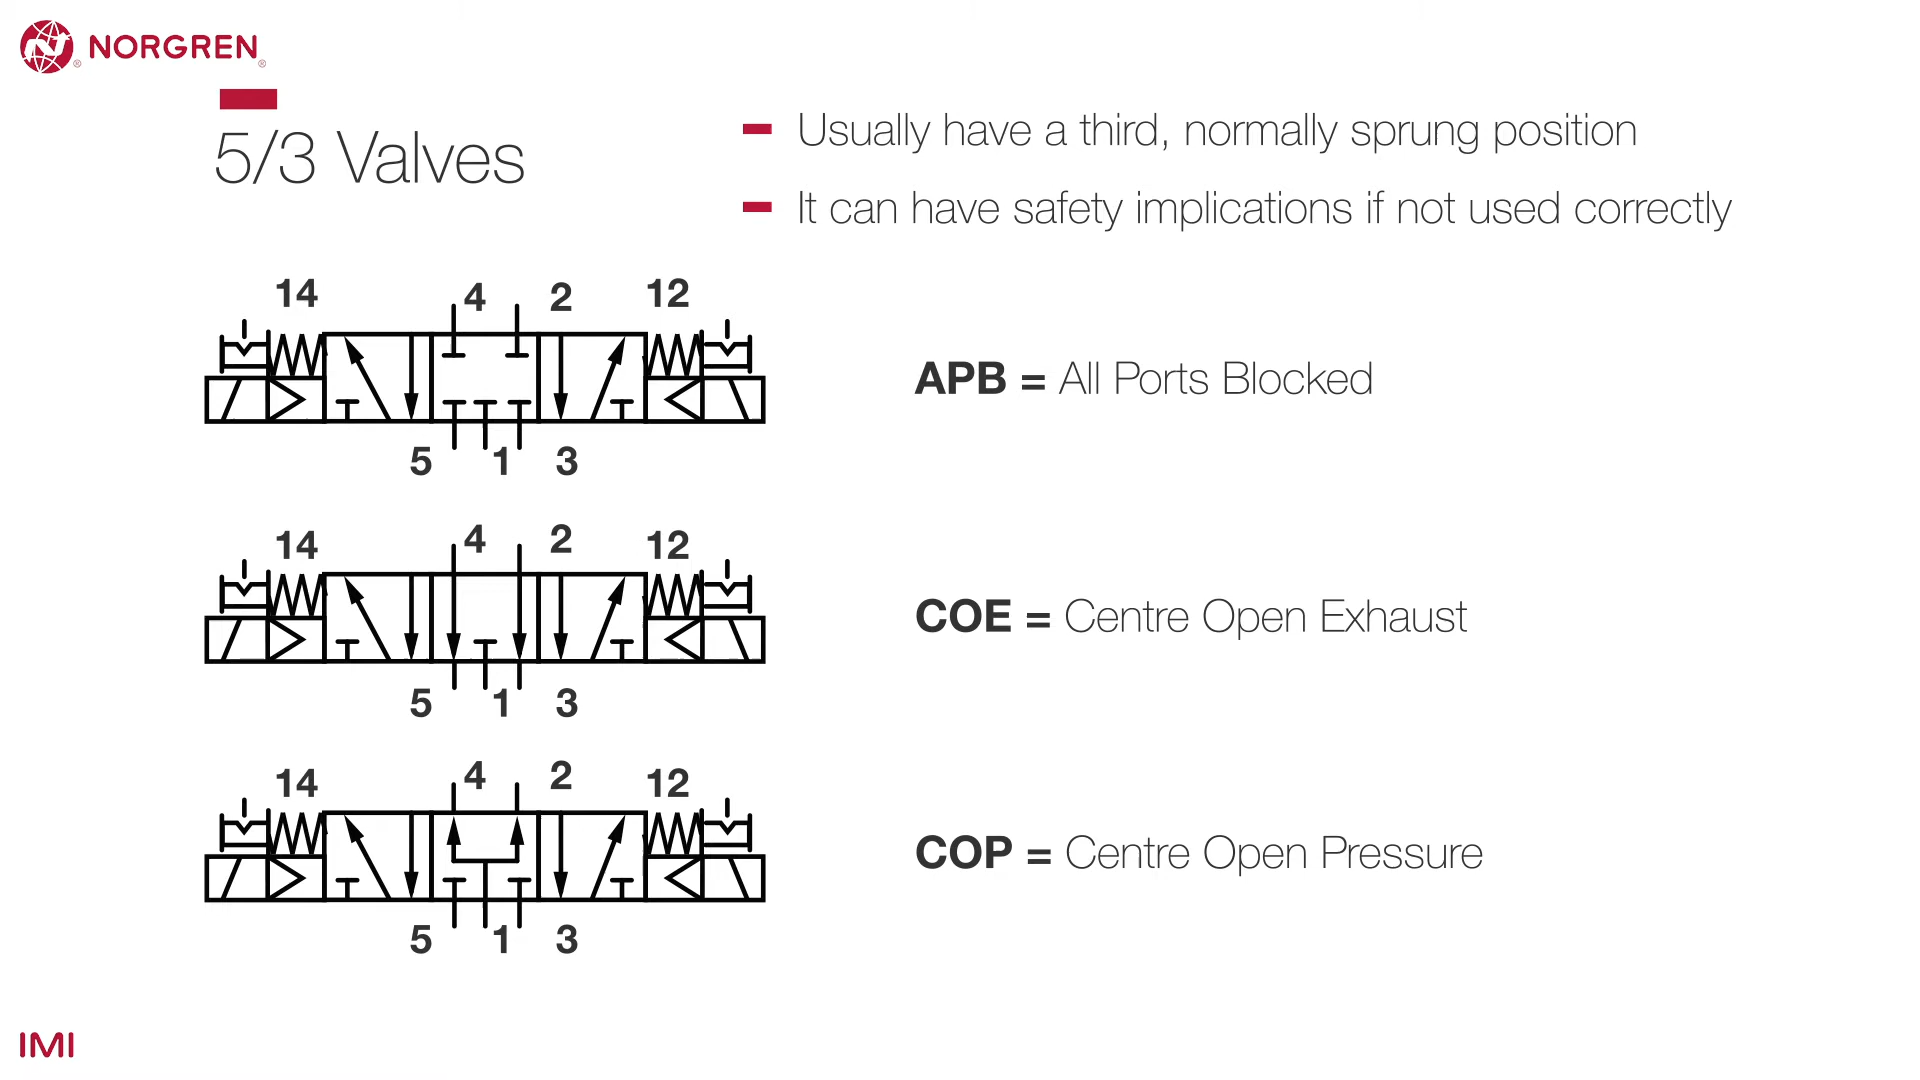 NORGREN
5/3 Valves
Usually have a third, normally sprung position
It can have safety implications if not used correctly
14 4 2 12
5 1 3
APB = All Ports Blocked
14 4 2 12
5 1 3
COE = Centre Open Exhaust
14 4 2 12
5 1 3
COP = Centre Open Pressure
IMI